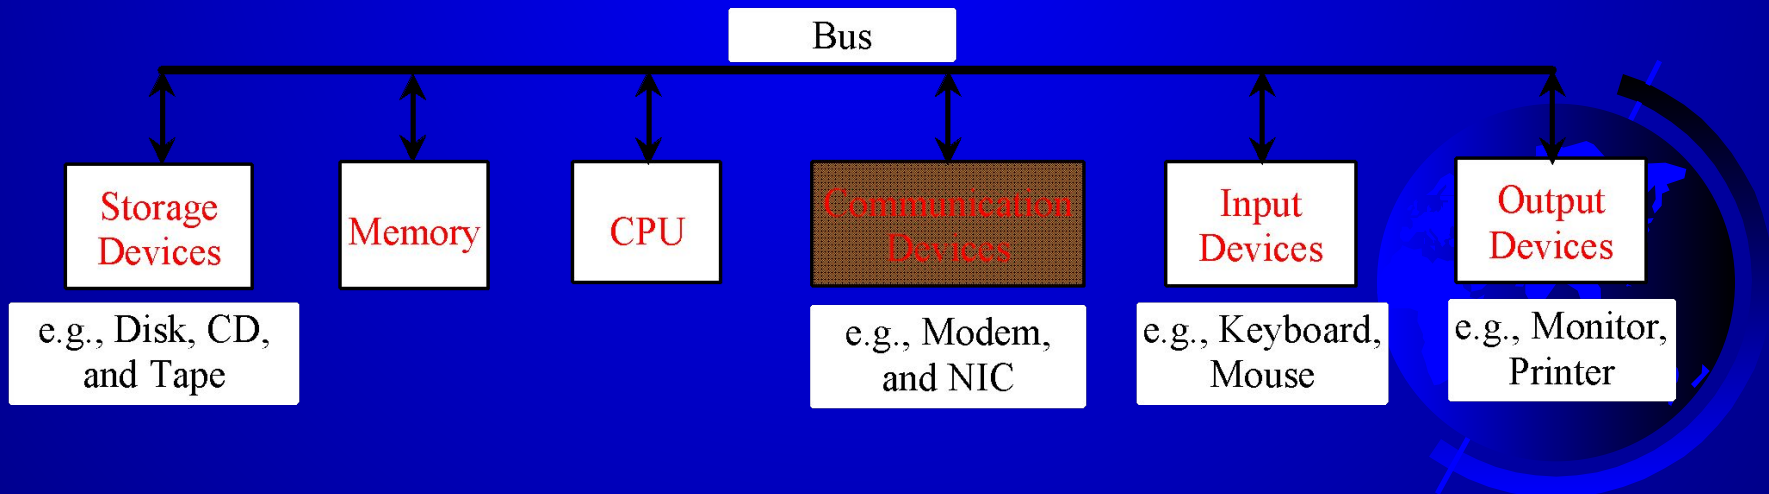 Bus
Storage
Devices
Memory
CPU
Communication
Devices
Input
Devices
Output
Devices
e.g., Disk, CD,
and Tape
e.g., Modem,
and NIC
e.g., Keyboard,
Mouse
e.g., Monitor,
Printer